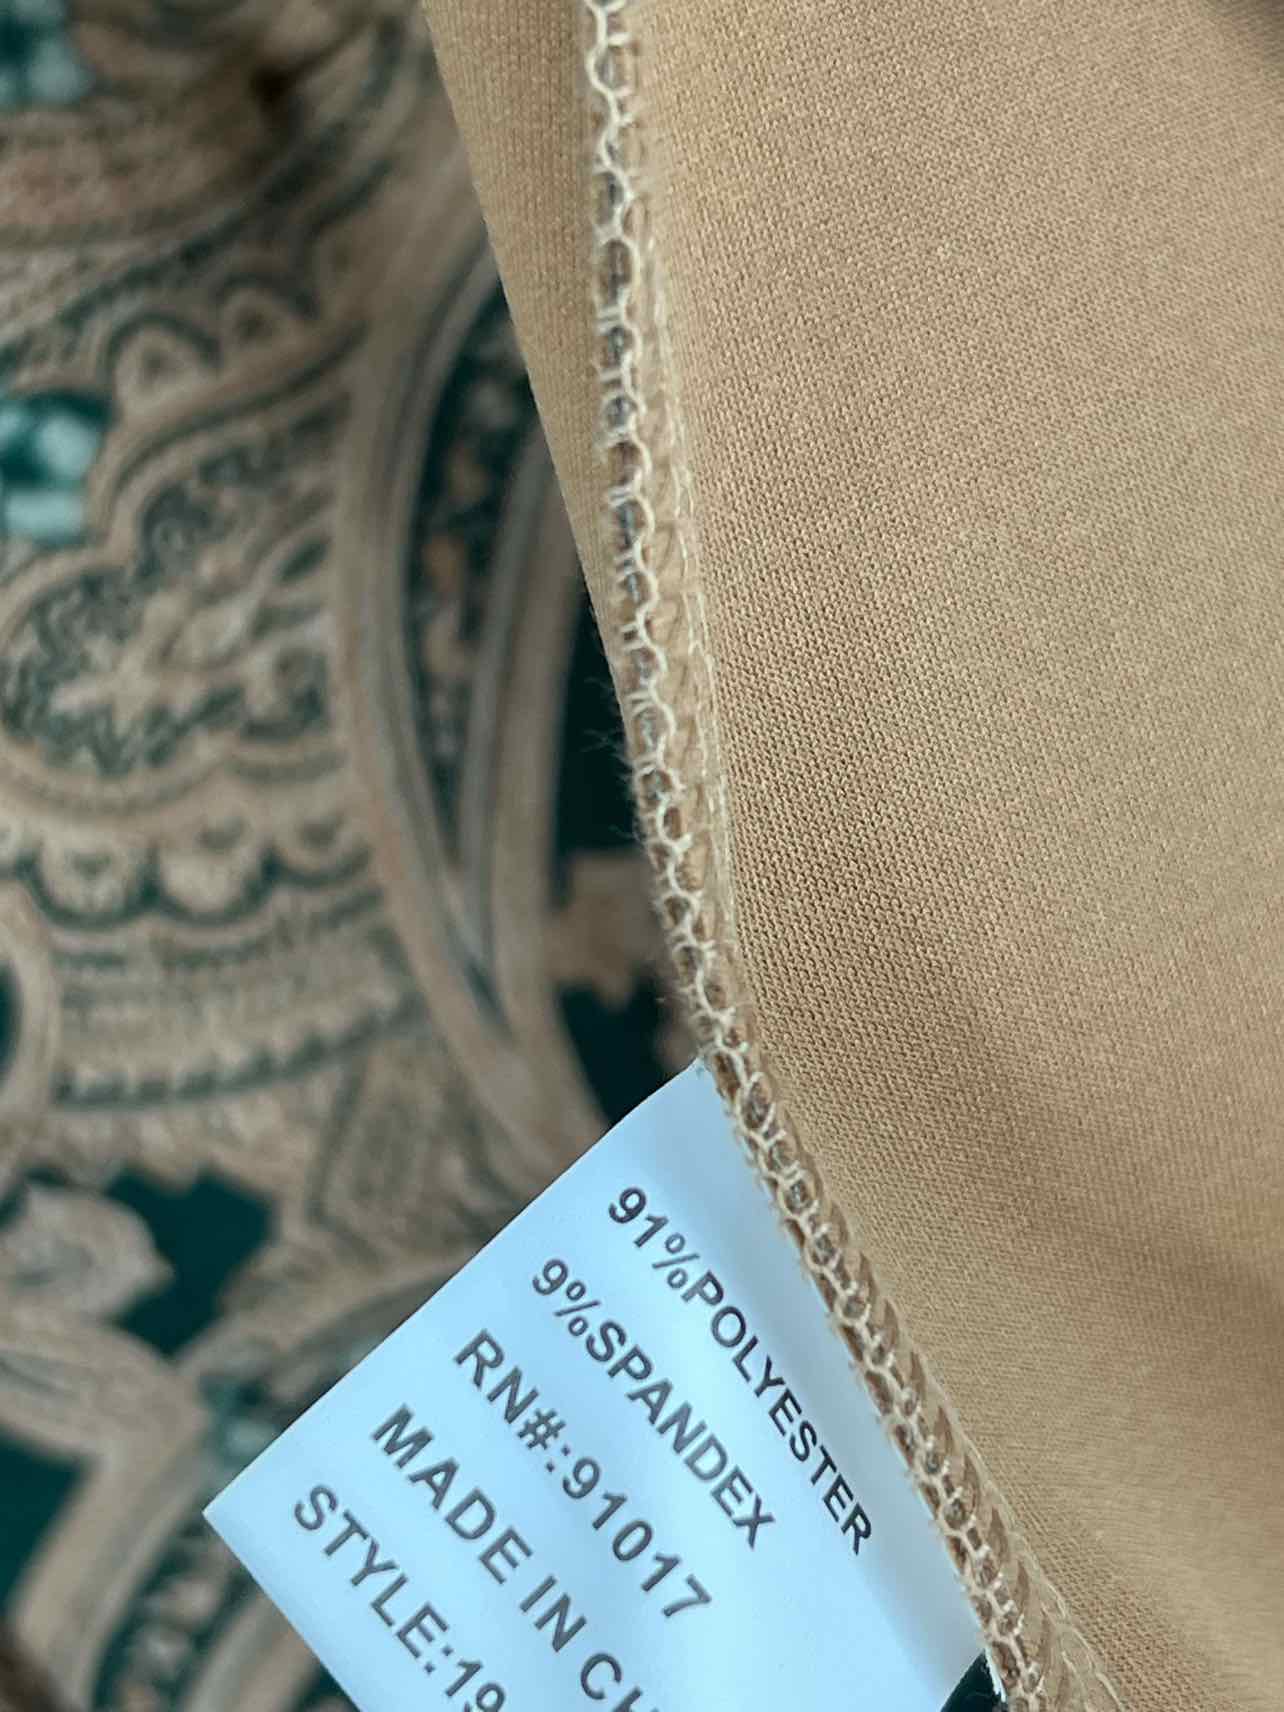 91%POLYESTER
9%SPANDEX
RN#:91017
MADE IN CH
STYLE:19